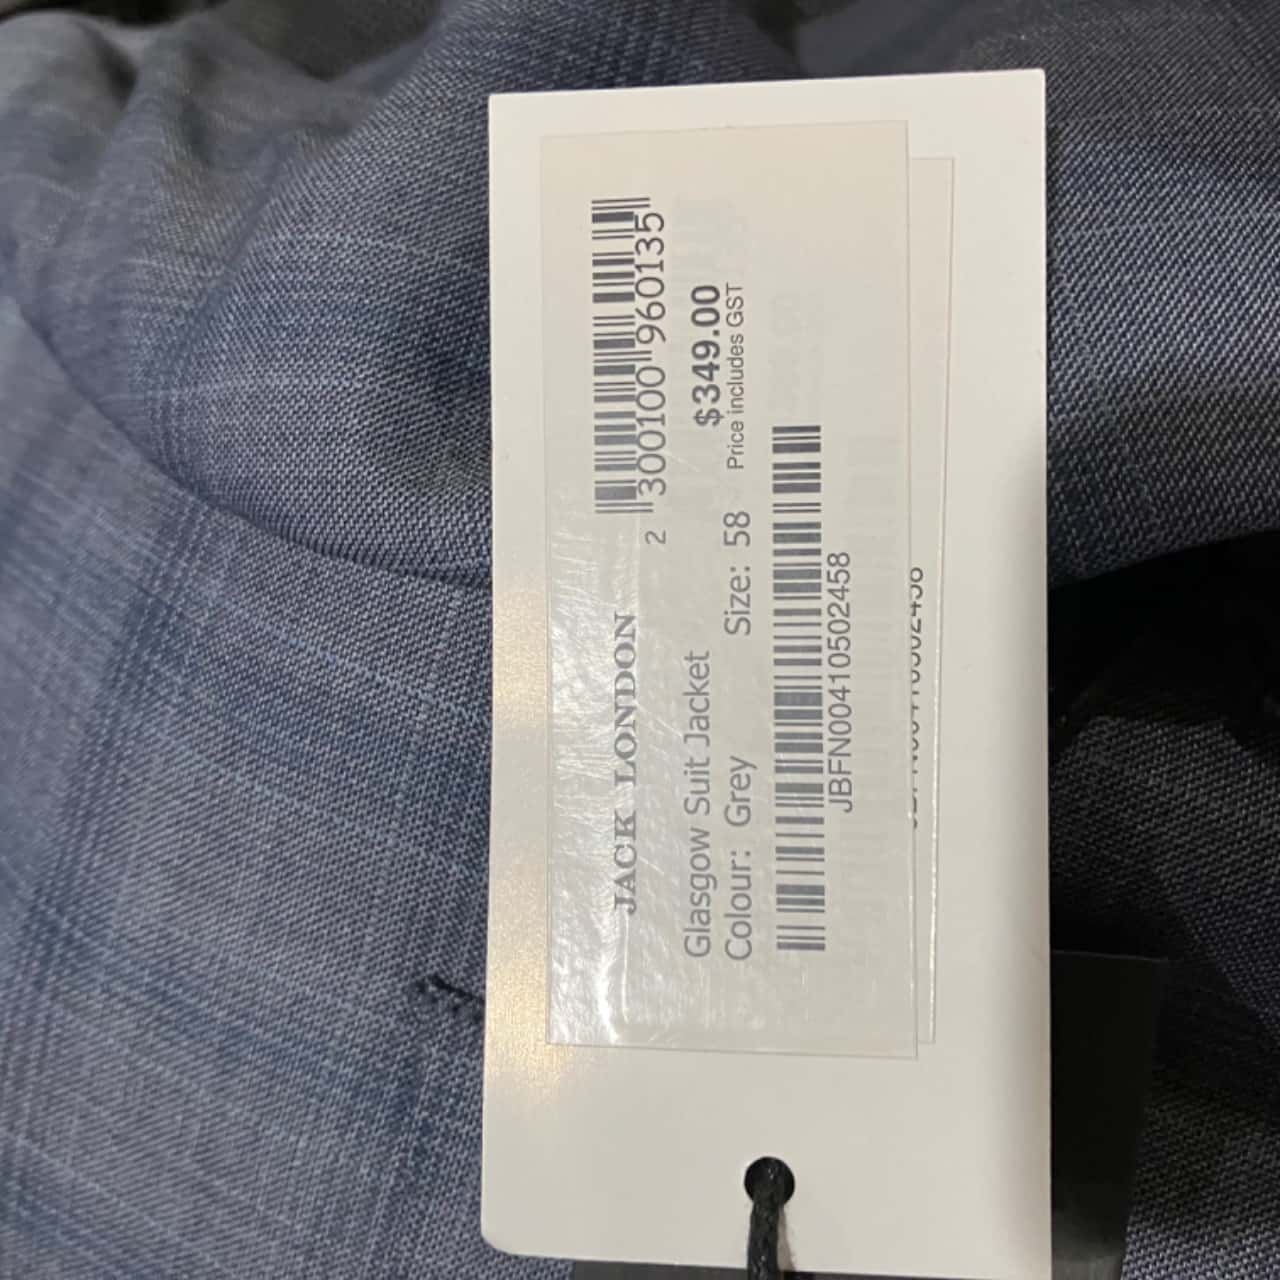 JACK LONDON
2 300100 960135
Glasgow Suit Jacket
$349.00
Colour: Grey Size: 58 Price includes GST
JBFN00410502458